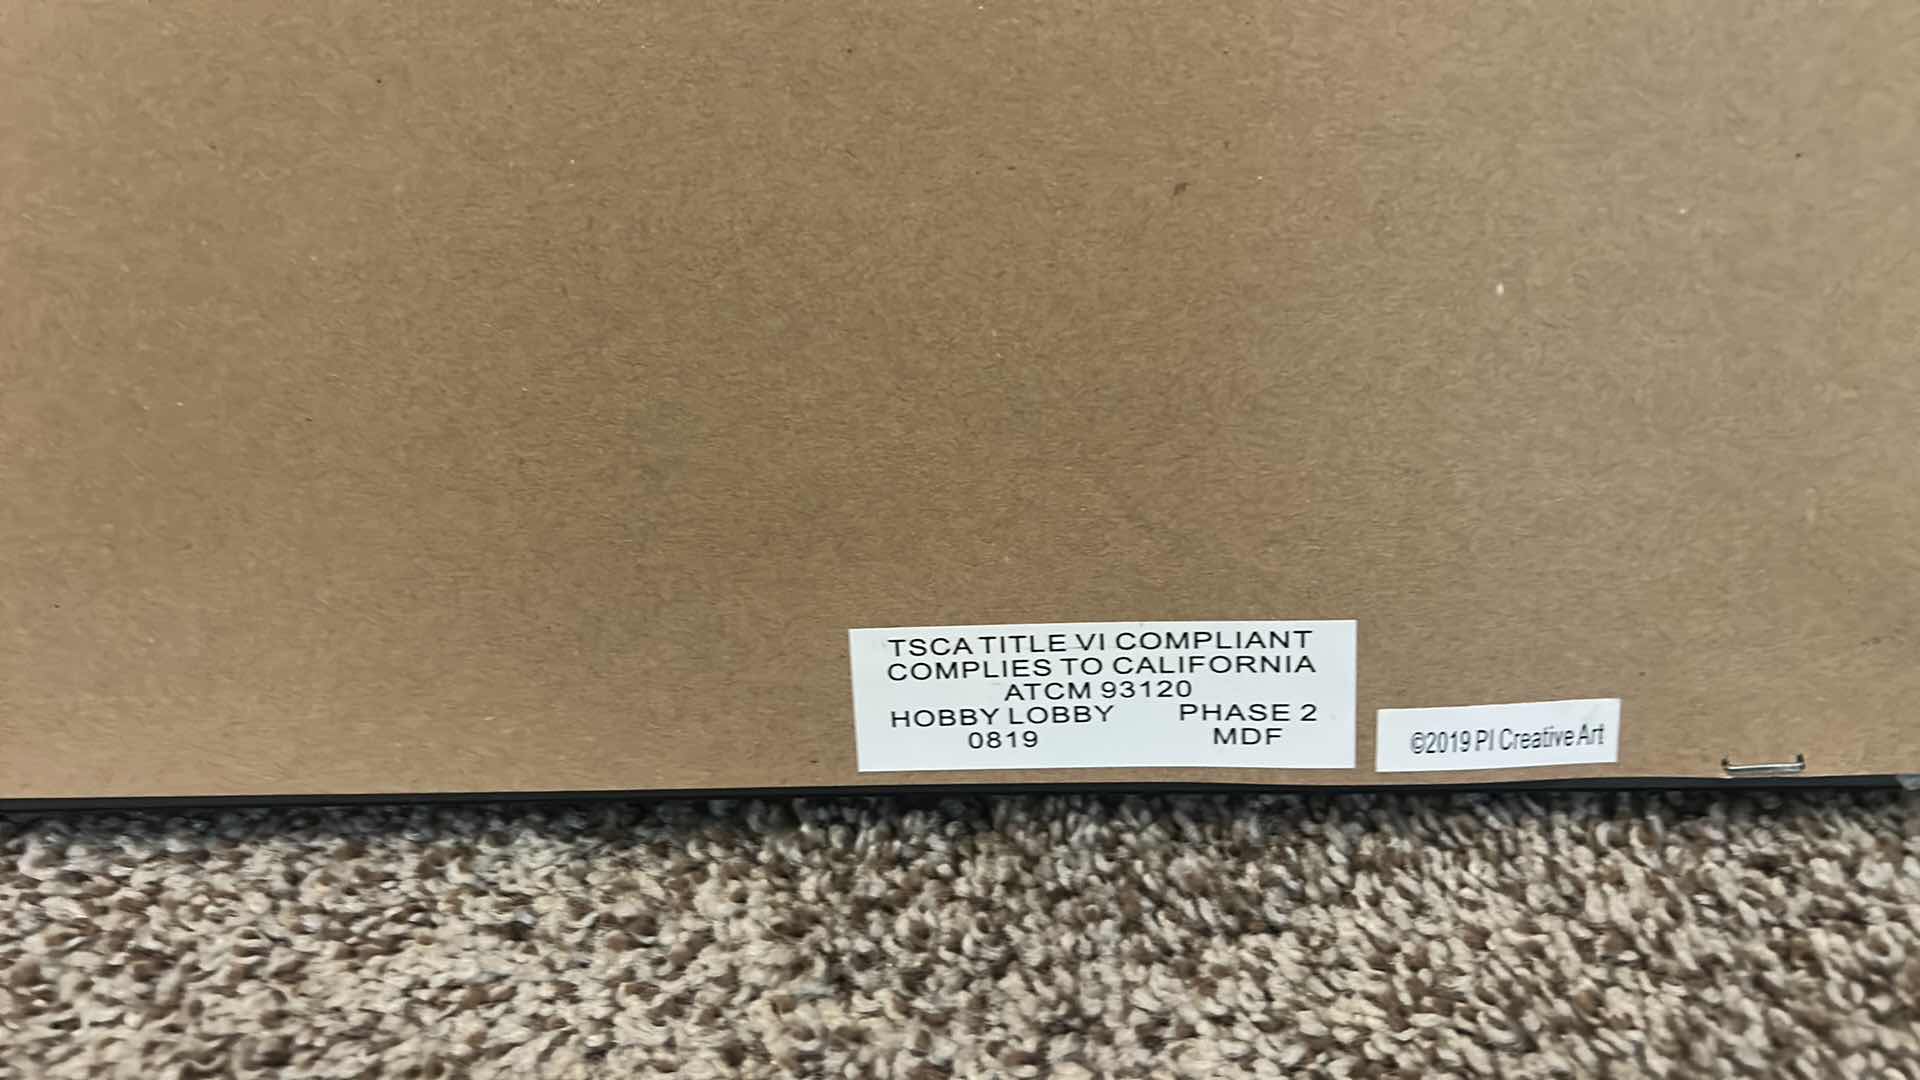 TSCA TITLE VI COMPLIANT
COMPLIES TO CALIFORNIA
ATCM 93120
HOBBY LOBBY PHASE 2
0819 MDF
©2019 PI Creative Art